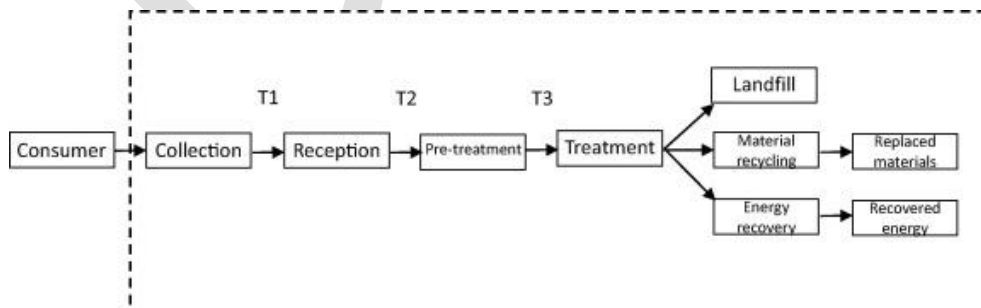 T1
T2
T3
Consumer
Collection
Reception
Pre-treatment
Treatment
Landfill
Material
recycling
Replaced
materials
Energy
recovery
Recovered
energy